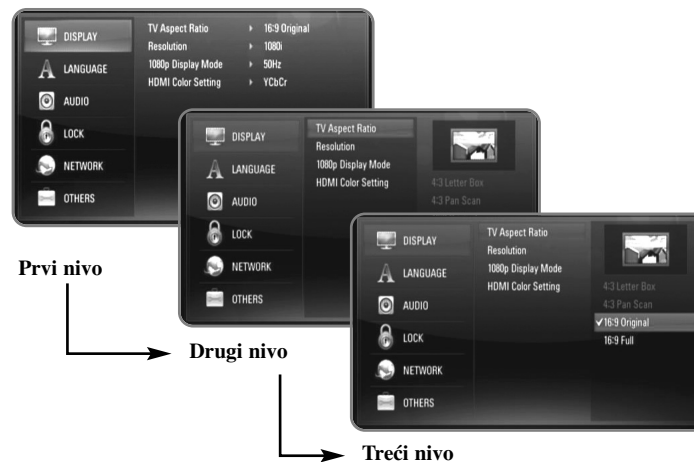 DISPLAY
LANGUAGE
AUDIO
LOCK
NETWORK
OTHERS
TV Aspect Ratio 16:9 Original
Resolution 1080i
1080p Display Mode 50Hz
HDMI Color Setting YCbCr
Prvi nivo
DISPLAY
LANGUAGE
AUDIO
LOCK
NETWORK
OTHERS
TV Aspect Ratio
Resolution
1080p Display Mode
HDMI Color Setting
4:3 Letter Box
4:3 Pan Scan
Drugi nivo
DISPLAY
LANGUAGE
AUDIO
LOCK
NETWORK
OTHERS
TV Aspect Ratio
Resolution
1080p Display Mode
HDMI Color Setting
4:3 Letter Box
4:3 Pan Scan
✓16:9 Original
16:9 Full
Treći nivo